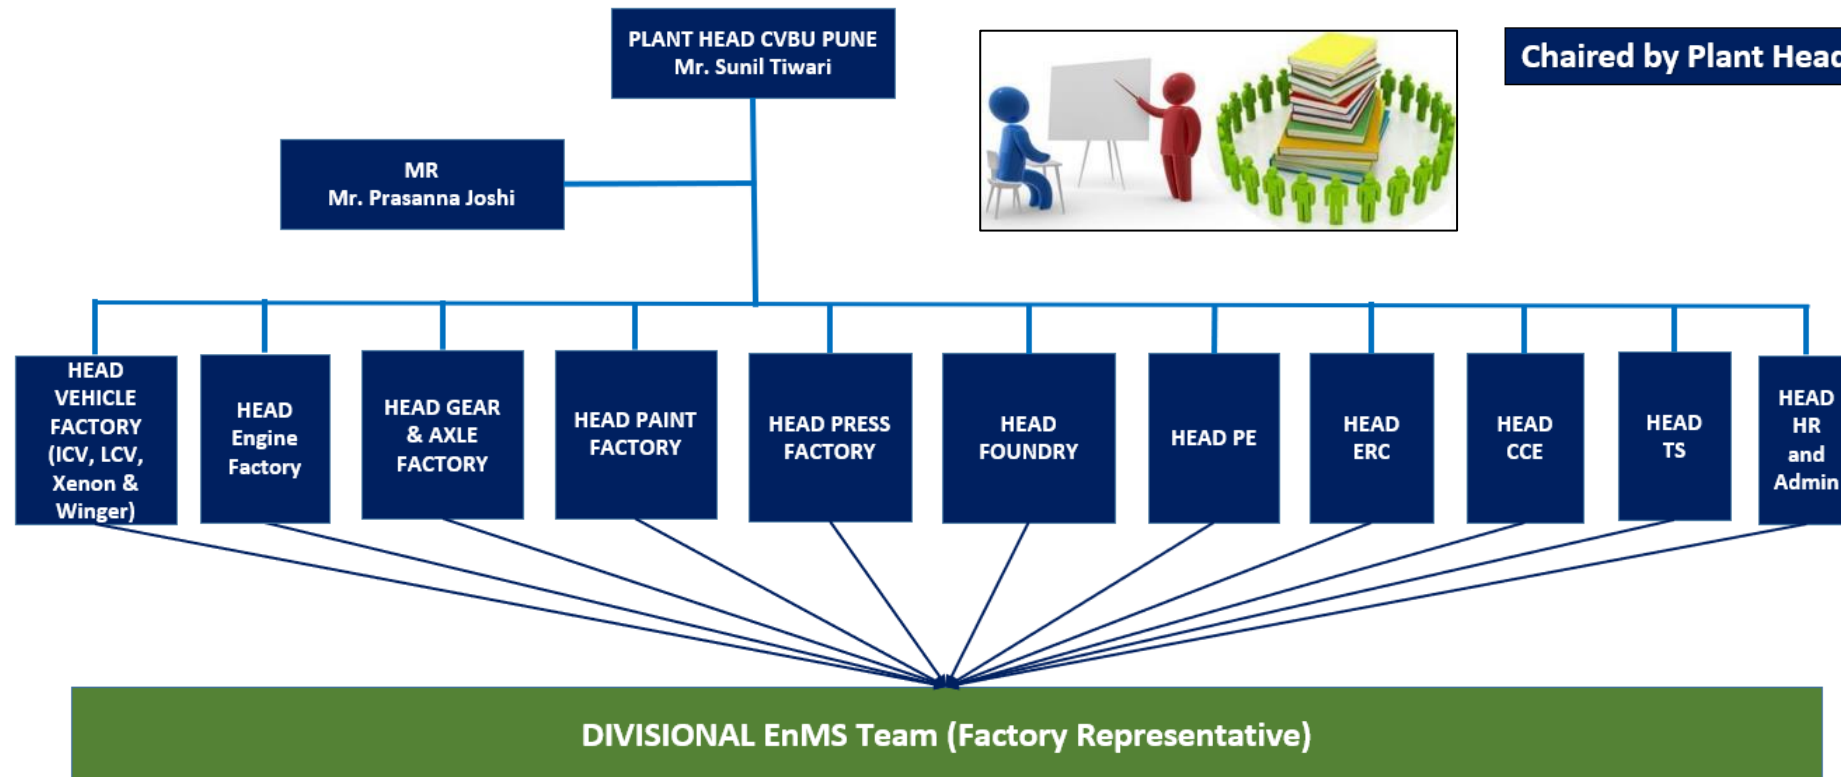 PLANT HEAD CVBU PUNE
Mr. Sunil Tiwari
Chaired by Plant Head
MR
Mr. Prasanna Joshi
HEAD
VEHICLE
FACTORY
(ICV, LCV,
Xenon &
Winger)
HEAD
Engine
Factory
HEAD GEAR
& AXLE
FACTORY
HEAD PAINT
FACTORY
HEAD PRESS
FACTORY
HEAD
FOUNDRY
HEAD PE
HEAD
ERC
HEAD
CCE
HEAD
TS
HEAD
HR
and
Admin
DIVISIONAL EnMS Team (Factory Representative)